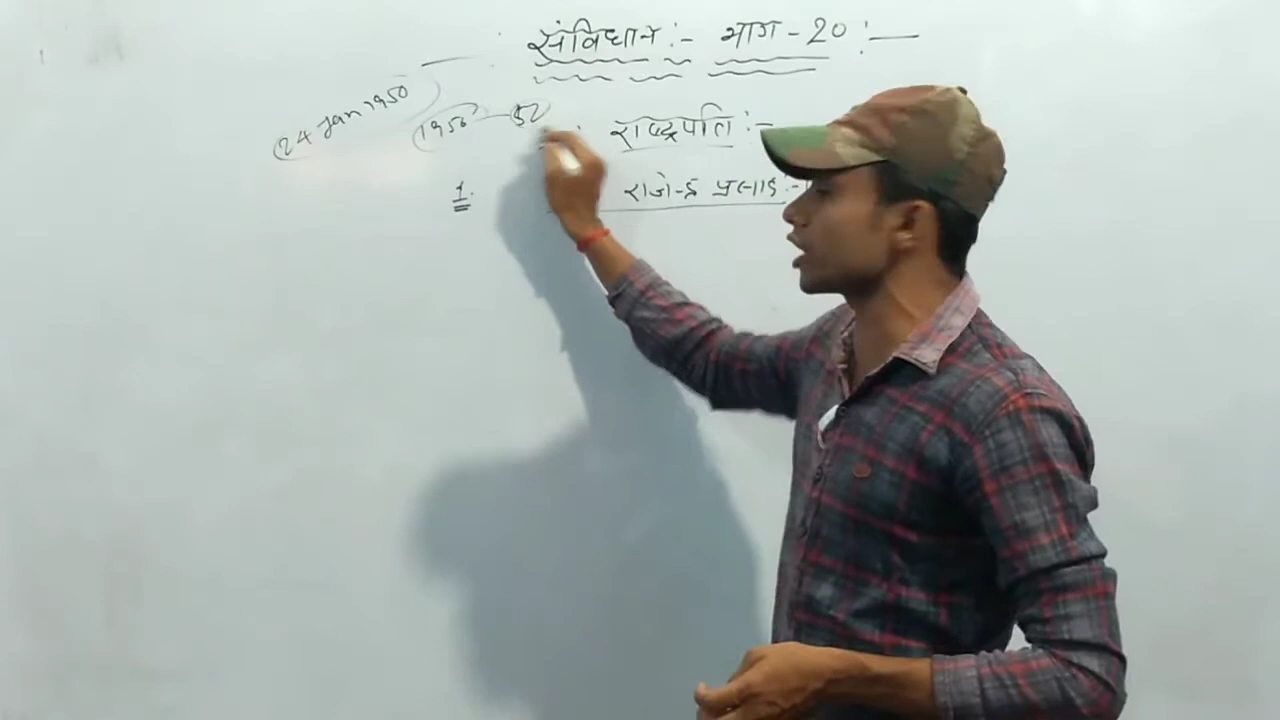 संविधान :- भाग - 20 :-
24 Jan 1950
1950 - 52
राष्ट्रपति :-
1. राजेन्द्र प्रसाद :-